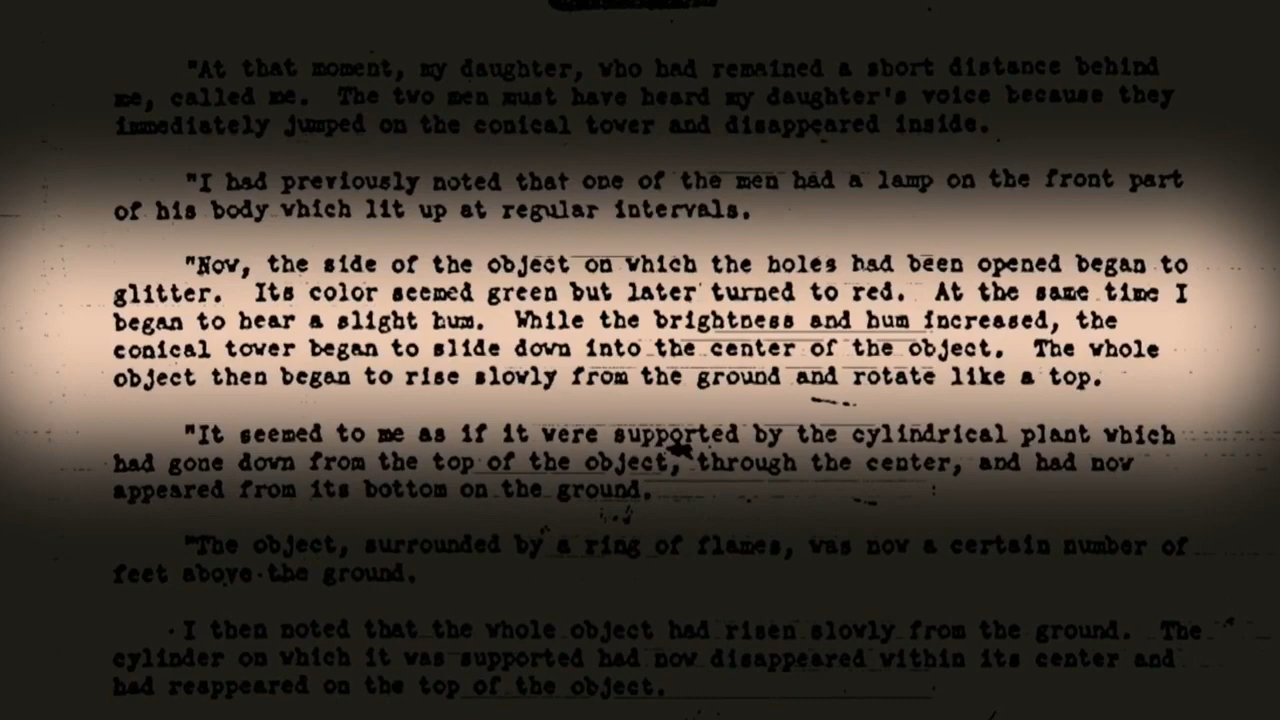 "At that moment, my daughter, who had remained a short distance behind
me, called me.  The two men must have heard my daughter's voice because they
immediately jumped on the conical tower and disappeared inside.
"I had previously noted that one of the men had a lamp on the front part
of his body which lit up at regular intervals.
"Now, the side of the object on which the holes had been opened began to
glitter.  Its color seemed green but later turned to red.  At the same time I
began to hear a slight hum.  While the brightness and hum increased, the
conical tower began to slide down into the center of the object.  The whole
object then began to rise slowly from the ground and rotate like a top.
"It seemed to me as if it were supported by the cylindrical plant which
had gone down from the top of the object, through the center, and had now
appeared from its bottom on the ground.
"The object, surrounded by a ring of flames, was now a certain number of
feet above the ground.
I then noted that the whole object had risen slowly from the ground.  The
cylinder on which it was supported had now disappeared within its center and
had reappeared on the top of the object.